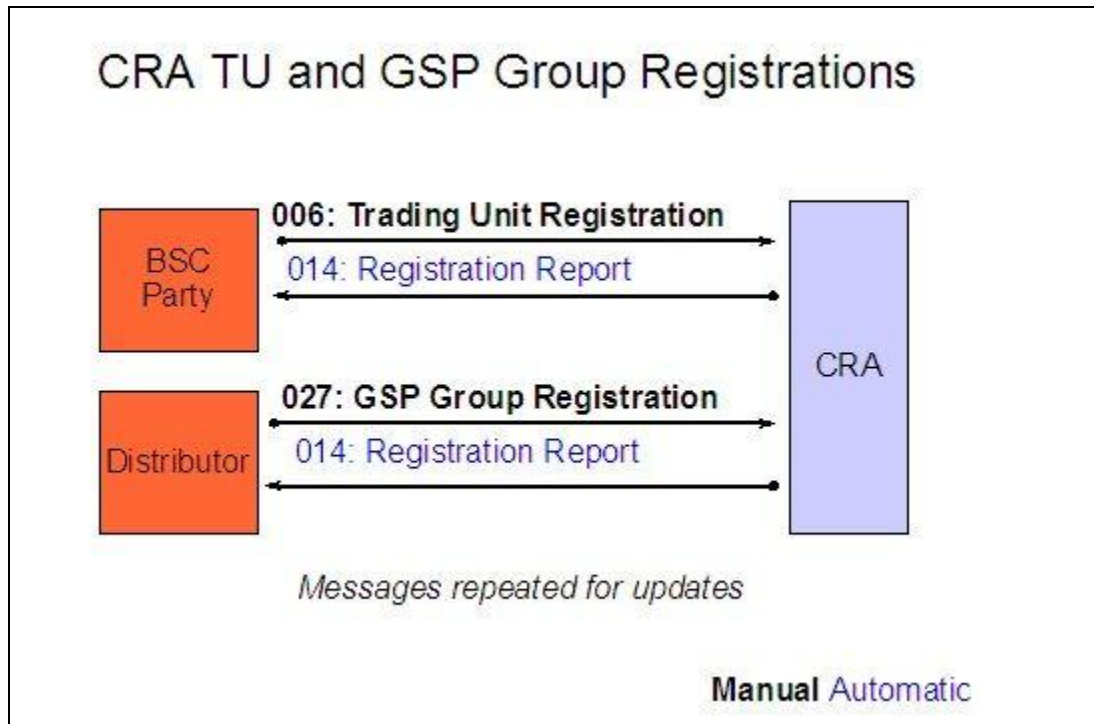 CRA TU and GSP Group Registrations
006: Trading Unit Registration
BSC
Party
014: Registration Report
CRA
027: GSP Group Registration
Distributor
014: Registration Report
Messages repeated for updates
Manual Automatic